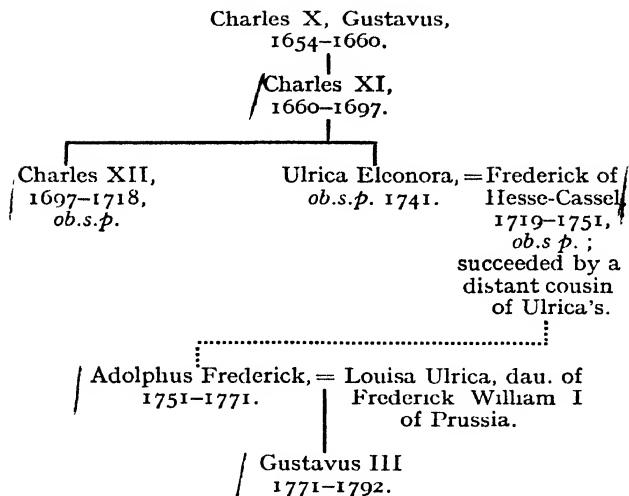 Charles X, Gustavus,
1654–1660.
Charles XI,
1660–1697.
Charles XII,
1697–1718,
ob.s.p.
Ulrica Eleonora,
ob.s.p. 1741.
= Frederick of
Hesse-Cassel
1719–1751,
ob.s p. ;
succeeded by a
distant cousin
of Ulrica's.
Adolphus Frederick, = Louisa Ulrica, dau. of
1751–1771.
Frederick William I
of Prussia.
Gustavus III
1771–1792.